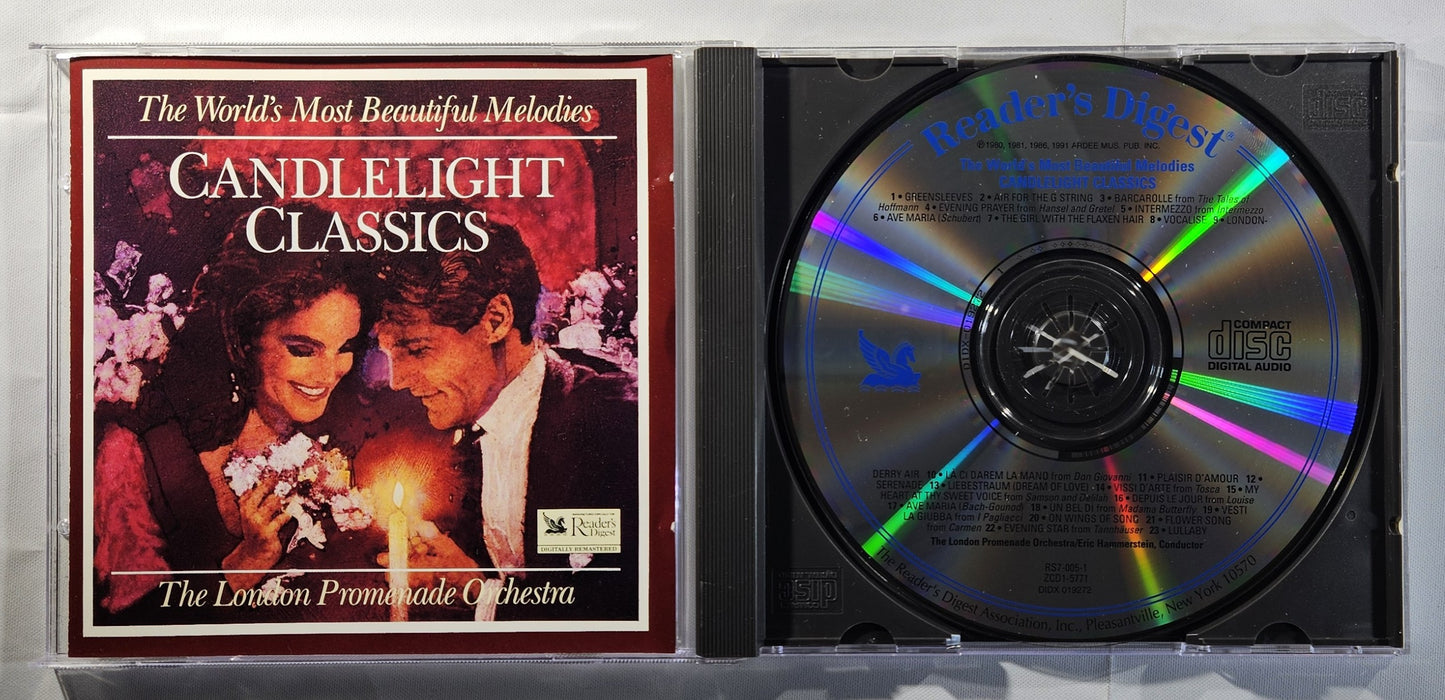 The World's Most Beautiful Melodies
CANDLELIGHT
CLASSICS
Reader's
Digest
DIGITALLY REMASTERED
The London Promenade Orchestra
Reader's Digest®
℗1980, 1981, 1986, 1991 ARDEE MUS. PUB. INC.
The World's Most Beautiful Melodies
CANDLELIGHT CLASSICS
1 • GREENSLEEVES 2 • AIR FOR THE G STRING 3 • BARCAROLLE from The Tales of
Hoffmann 4 • EVENING PRAYER from Hansel and Gretel 5 • INTERMEZZO from Intermezzo
6 • AVE MARIA (Schubert) 7 • THE GIRL WITH THE FLAXEN HAIR 8 • VOCALISE 9 • LONDON-
COMPACT
disc
DIGITAL AUDIO
DERRY AIR 10 • LA CI DAREM LA MANO from Don Giovanni 11 • PLAISIR D'AMOUR 12 •
SERENADE 13 • LIEBESTRAUM (DREAM OF LOVE) 14 • VISSI D'ARTE from Tosca 15 • MY
HEART AT THY SWEET VOICE from Samson and Delilah 16 • DEPUIS LE JOUR from Louise
17 • AVE MARIA (Bach-Gounod) 18 • UN BEL DI from Madama Butterfly 19 • VESTI
LA GIUBBA from I Pagliacci 20 • ON WINGS OF SONG 21 • FLOWER SONG
from Carmen 22 • EVENING STAR from Tannhäuser 23 • LULLABY
The London Promenade Orchestra/Eric Hammerstein, Conductor
RS7-005-1
ZCD1-5771
DIDX 019272
The Reader's Digest Association, Inc., Pleasantville, New York 10570